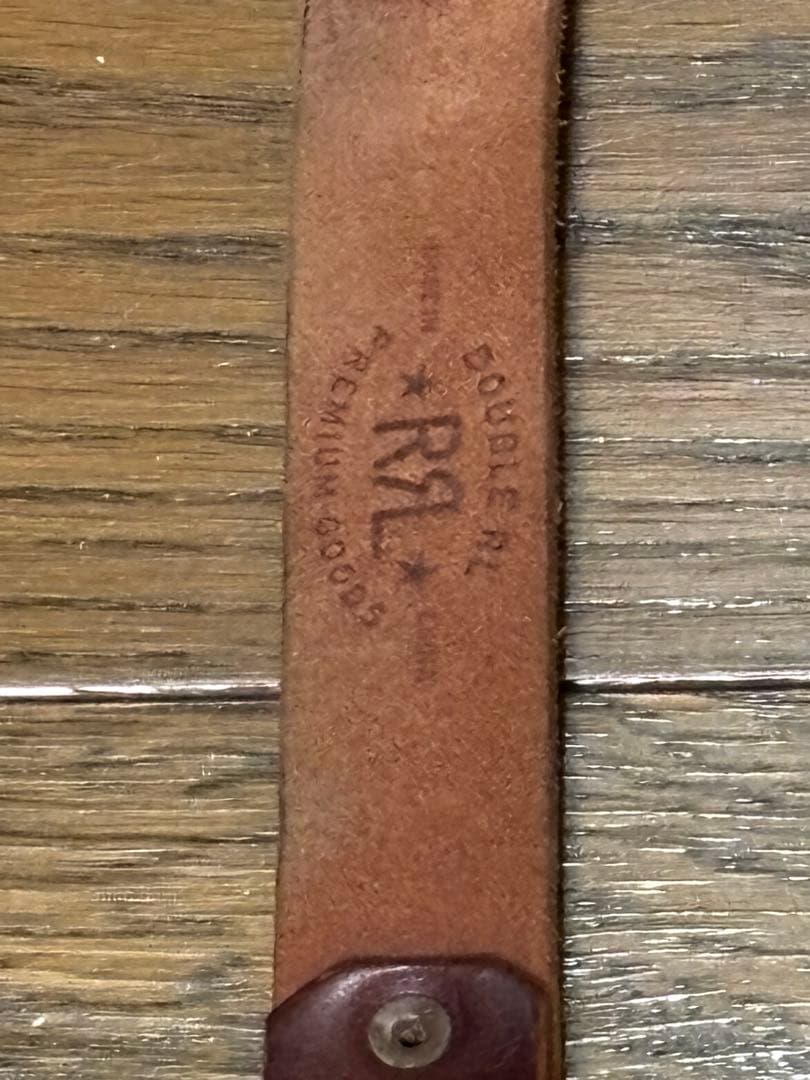 DOUBLE RL
★ RRL ★
PREMIUM GOODS